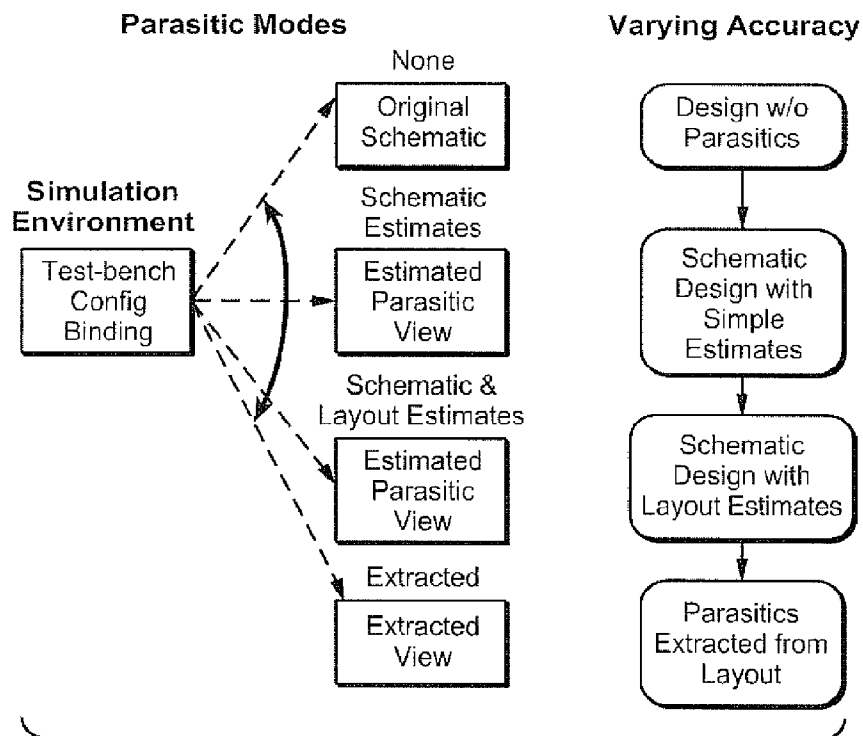 Parasitic Modes
Varying Accuracy
None
Original
Schematic
Design w/o
Parasitics
Simulation
Environment
Test-bench
Config
Binding
Schematic
Estimates
Estimated
Parasitic
View
Schematic
Design with
Simple
Estimates
Schematic &
Layout Estimates
Estimated
Parasitic
View
Schematic
Design with
Layout Estimates
Extracted
Extracted
View
Parasitics
Extracted from
Layout